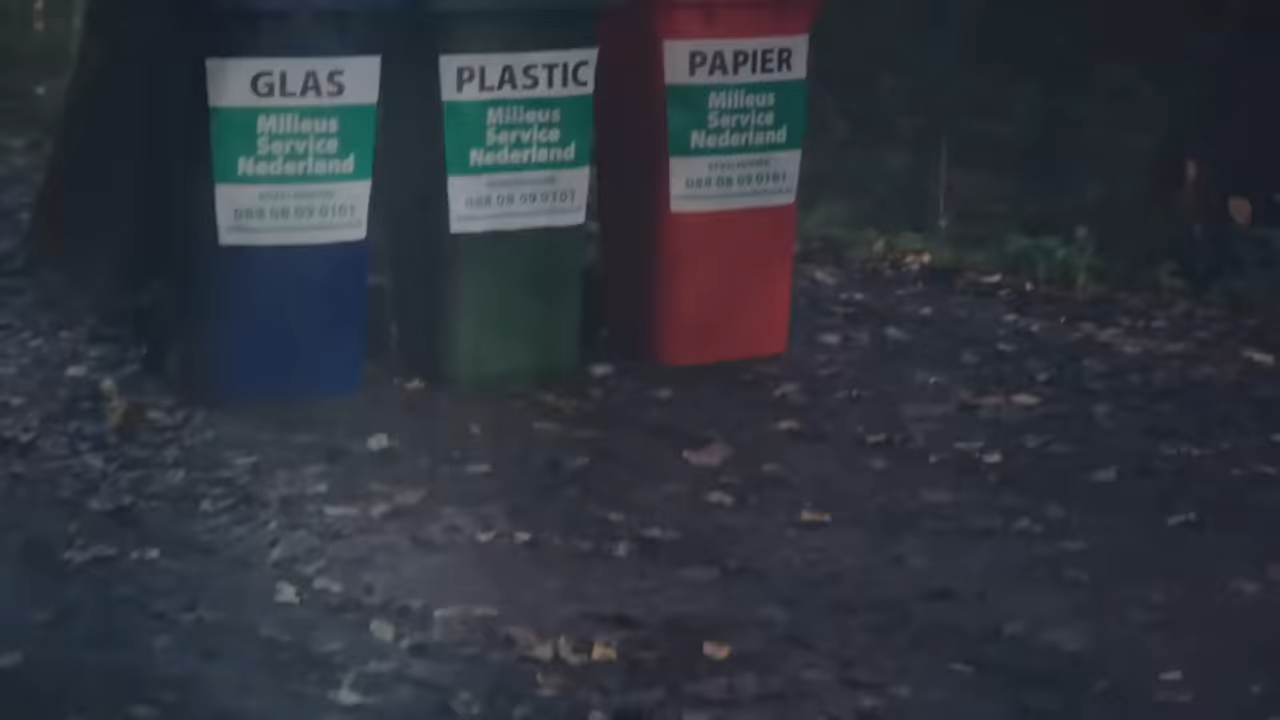 GLAS
Milieus
Service
Nederland
088 08 09 0101
PLASTIC
Milieus
Service
Nederland
088 08 09 0101
PAPIER
Milieus
Service
Nederland
088 08 09 0101